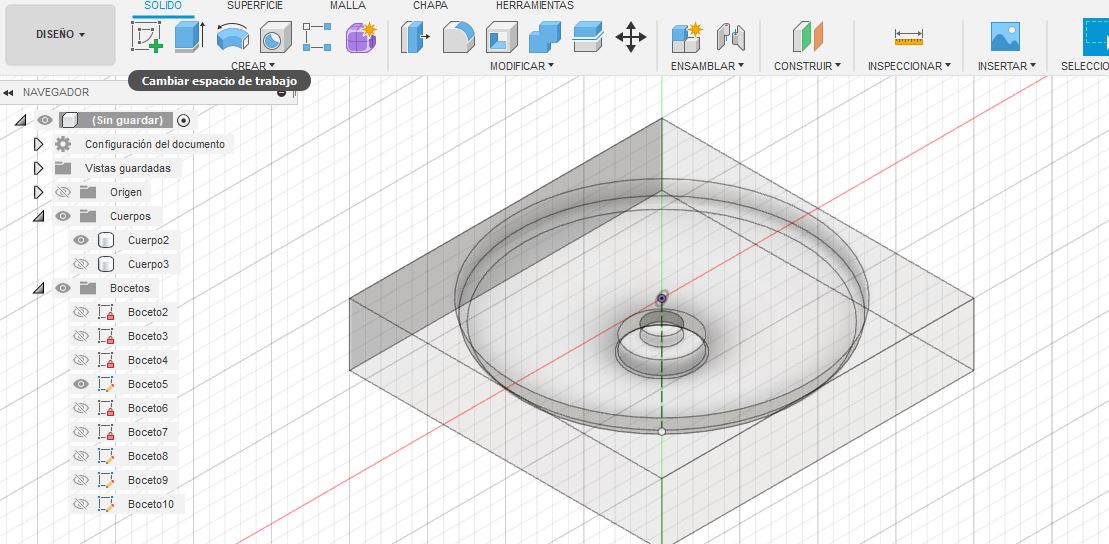 SÓLIDO SUPERFICIE MALLA CHAPA HERRAMIENTAS
DISEÑO
CREAR MODIFICAR ENSAMBLAR CONSTRUIR INSPECCIONAR INSERTAR SELECCIO
Cambiar espacio de trabajo
NAVEGADOR
(Sin guardar)
Configuración del documento
Vistas guardadas
Origen
Cuerpos
Cuerpo2
Cuerpo3
Bocetos
Boceto2
Boceto3
Boceto4
Boceto5
Boceto6
Boceto7
Boceto8
Boceto9
Boceto10